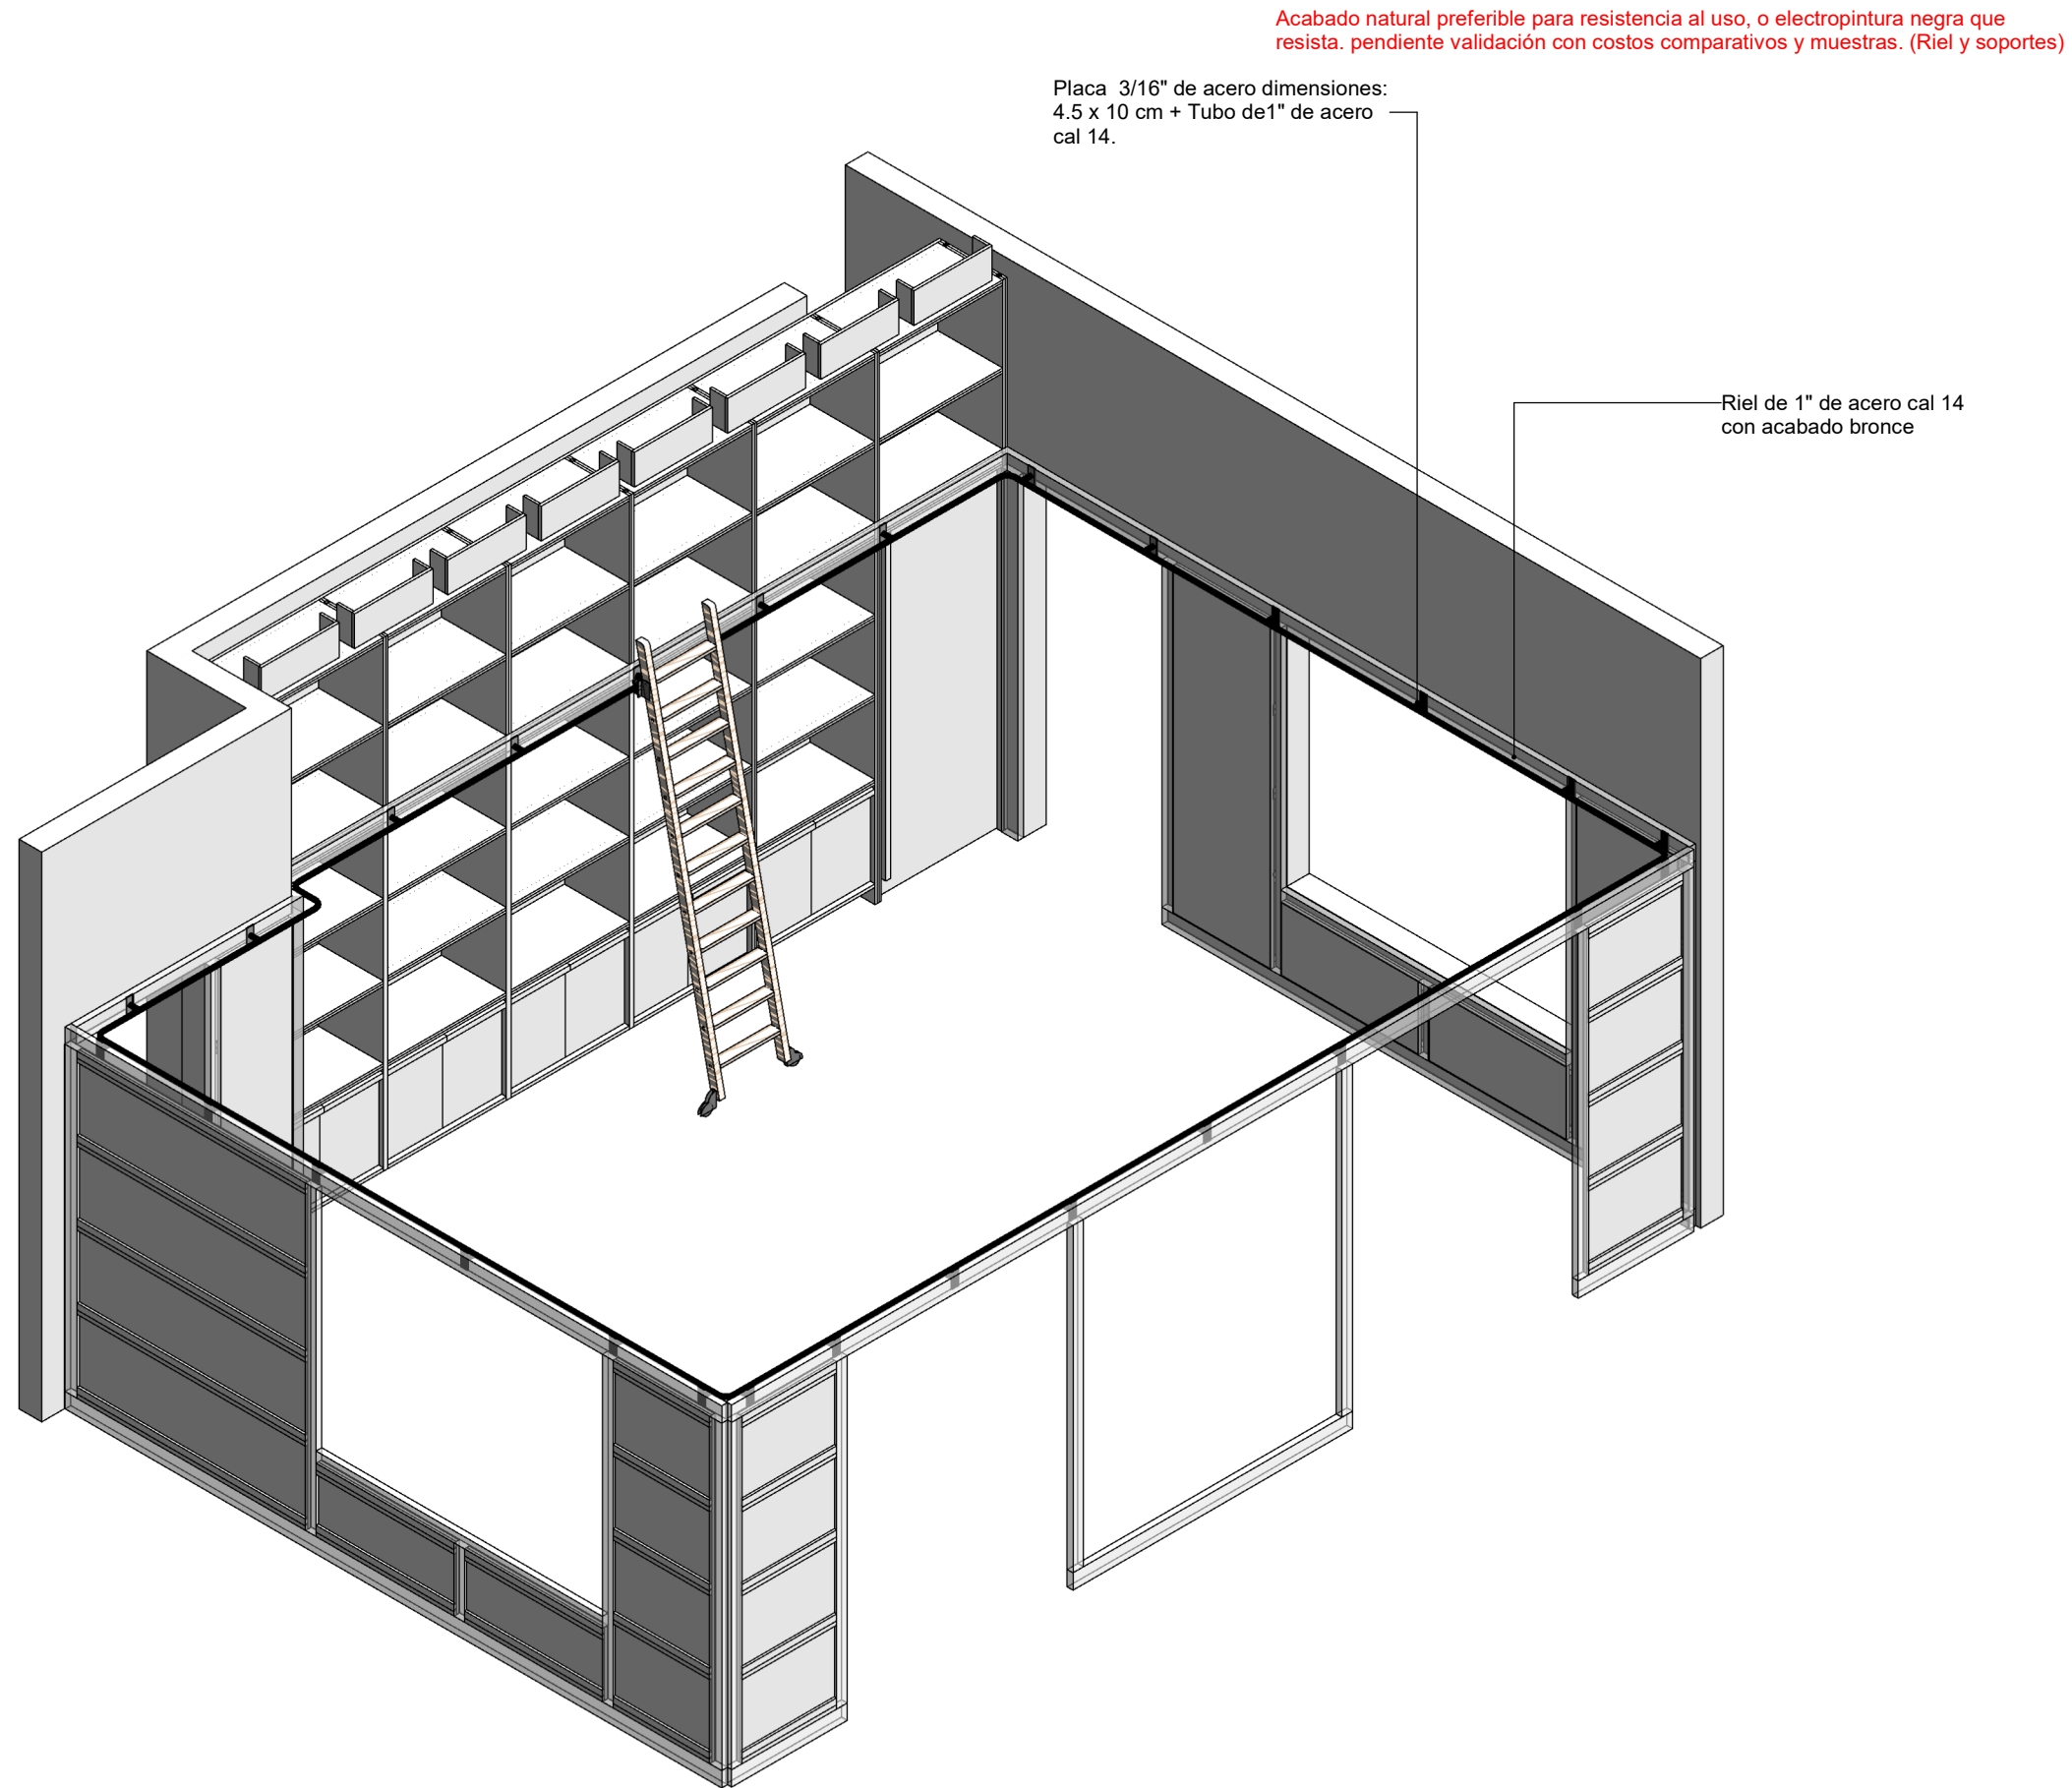 Acabado natural preferible para resistencia al uso, o electropintura negra que
resista. pendiente validación con costos comparativos y muestras. (Riel y soportes)
Placa 3/16" de acero dimensiones:
4.5 x 10 cm + Tubo de1" de acero
cal 14.
Riel de 1" de acero cal 14
con acabado bronce